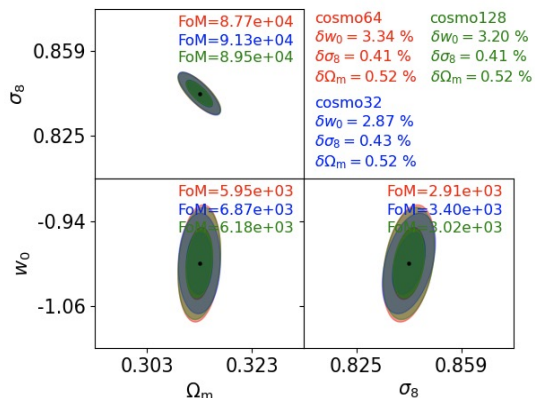 FoM=8.77e+04
FoM=9.13e+04
FoM=8.95e+04
cosmo64
δw₀ = 3.34 %
δσ₈ = 0.41 %
δΩₘ = 0.52 %
cosmo128
δw₀ = 3.20 %
δσ₈ = 0.41 %
δΩₘ = 0.52 %
cosmo32
δw₀ = 2.87 %
δσ₈ = 0.43 %
δΩₘ = 0.52 %
0.859
σ₈
0.825
FoM=5.95e+03
FoM=6.87e+03
FoM=6.18e+03
FoM=2.91e+03
FoM=3.40e+03
FoM=3.02e+03
-0.94
w₀
-1.06
0.303 0.323 0.825 0.859
Ωₘ σ₈